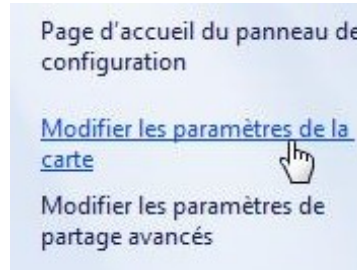 Page d'accueil du panneau de
configuration
Modifier les paramètres de la
carte
Modifier les paramètres de
partage avancés